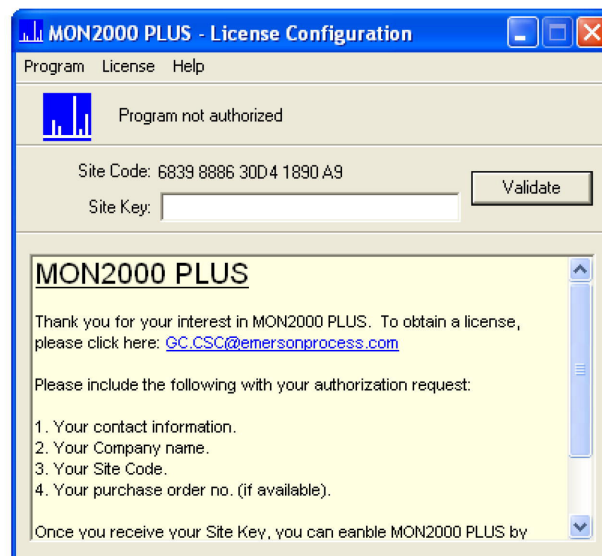 MON2000 PLUS - License Configuration
Program License Help
Program not authorized
Site Code: 6839 8886 30D4 1890 A9
Site Key:
Validate
MON2000 PLUS
Thank you for your interest in MON2000 PLUS. To obtain a license,
please click here: GC.CSC@emersonprocess.com
Please include the following with your authorization request:
1. Your contact information.
2. Your Company name.
3. Your Site Code.
4. Your purchase order no. (if available).
Once you receive your Site Key, you can eanble MON2000 PLUS by